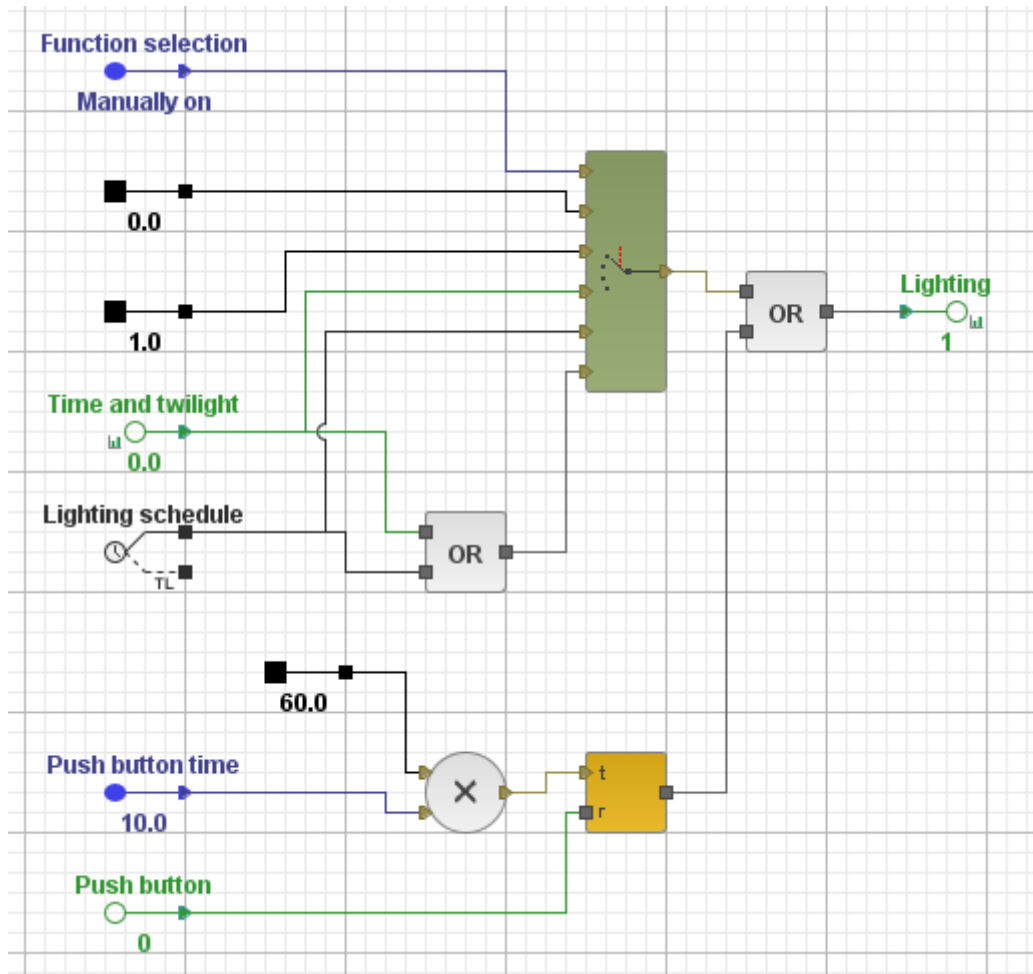 Function selection
Manually on
0.0
1.0
OR
Lighting
1
Time and twilight
0.0
Lighting schedule
TL
OR
60.0
Push button time
10.0
×
t
r
Push button
0